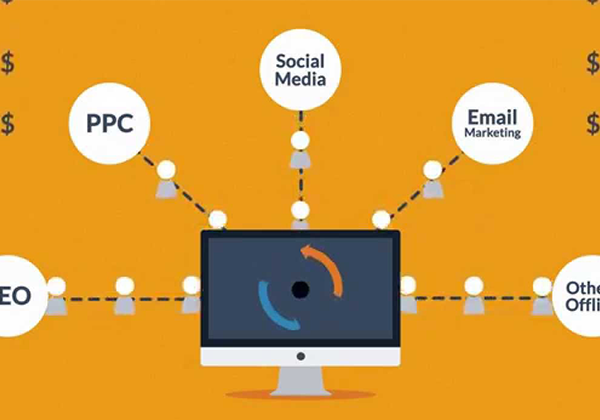 Social
Media
$
$
PPC
Email
Marketing
$
$
EO
Othe
Offli